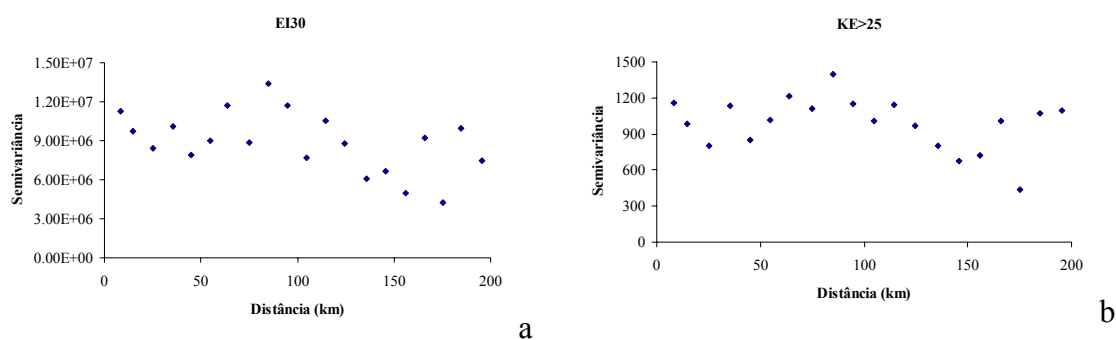 EI30
1.50E+07
1.20E+07
9.00E+06
6.00E+06
3.00E+06
0.00E+00
Semivariância
0 50 100 150 200
Distância (km)
a
KE>25
1500
1200
900
600
300
0
Semivariância
0 50 100 150 200
Distância (km)
b